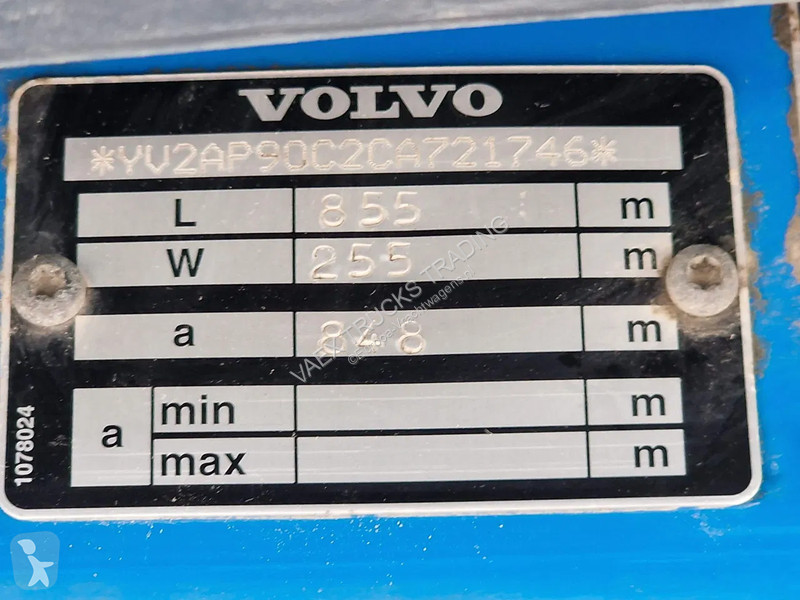 VOLVO
*YV2AP90C2CA721746*
L 855 m
W 255 m
a 848 m
a min m
max m
1078024
VAEX TRUCKS TRADING